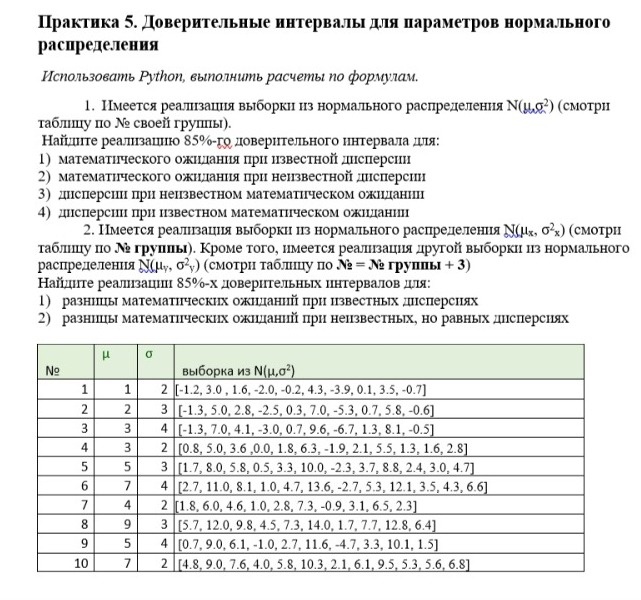 Практика 5. Доверительные интервалы для параметров нормального
распределения
Использовать Python, выполнить расчеты по формулам.
1. Имеется реализация выборки из нормального распределения N(μ,σ²) (смотри
таблицу по № своей группы).
Найдите реализацию 85%-го доверительного интервала для:
1) математического ожидания при известной дисперсии
2) математического ожидания при неизвестной дисперсии
3) дисперсии при неизвестном математическом ожидании
4) дисперсии при известном математическом ожидании
2. Имеется реализация выборки из нормального распределения N(μₓ, σ²ₓ) (смотри
таблицу по № группы). Кроме того, имеется реализация другой выборки из нормального
распределения N(μᵧ, σ²ᵧ) (смотри таблицу по № = № группы + 3)
Найдите реализации 85%-х доверительных интервалов для:
1) разницы математических ожиданий при известных дисперсиях
2) разницы математических ожиданий при неизвестных, но равных дисперсиях
№ μ σ выборка из N(μ,σ²)
1 1 2 [-1.2, 3.0 , 1.6, -2.0, -0.2, 4.3, -3.9, 0.1, 3.5, -0.7]
2 2 3 [-1.3, 5.0, 2.8, -2.5, 0.3, 7.0, -5.3, 0.7, 5.8, -0.6]
3 3 4 [-1.3, 7.0, 4.1, -3.0, 0.7, 9.6, -6.7, 1.3, 8.1, -0.5]
4 3 2 [0.8, 5.0, 3.6 ,0.0, 1.8, 6.3, -1.9, 2.1, 5.5, 1.3, 1.6, 2.8]
5 5 3 [1.7, 8.0, 5.8, 0.5, 3.3, 10.0, -2.3, 3.7, 8.8, 2.4, 3.0, 4.7]
6 7 4 [2.7, 11.0, 8.1, 1.0, 4.7, 13.6, -2.7, 5.3, 12.1, 3.5, 4.3, 6.6]
7 4 2 [1.8, 6.0, 4.6, 1.0, 2.8, 7.3, -0.9, 3.1, 6.5, 2.3]
8 9 3 [5.7, 12.0, 9.8, 4.5, 7.3, 14.0, 1.7, 7.7, 12.8, 6.4]
9 5 4 [0.7, 9.0, 6.1, -1.0, 2.7, 11.6, -4.7, 3.3, 10.1, 1.5]
10 7 2 [4.8, 9.0, 7.6, 4.0, 5.8, 10.3, 2.1, 6.1, 9.5, 5.3, 5.6, 6.8]